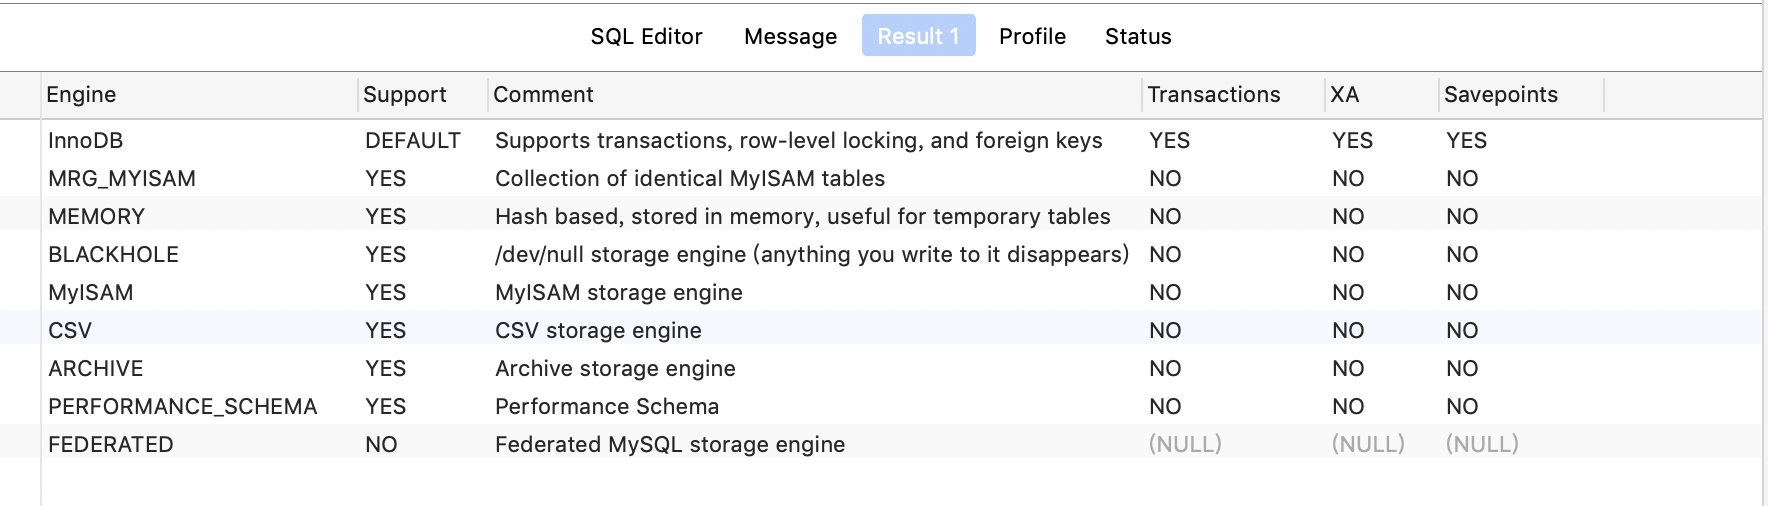 SQL Editor Message Result 1 Profile Status
Engine Support Comment Transactions XA Savepoints
InnoDB DEFAULT Supports transactions, row-level locking, and foreign keys YES YES YES
MRG_MYISAM YES Collection of identical MyISAM tables NO NO NO
MEMORY YES Hash based, stored in memory, useful for temporary tables NO NO NO
BLACKHOLE YES /dev/null storage engine (anything you write to it disappears) NO NO NO
MyISAM YES MyISAM storage engine NO NO NO
CSV YES CSV storage engine NO NO NO
ARCHIVE YES Archive storage engine NO NO NO
PERFORMANCE_SCHEMA YES Performance Schema NO NO NO
FEDERATED NO Federated MySQL storage engine (NULL) (NULL) (NULL)